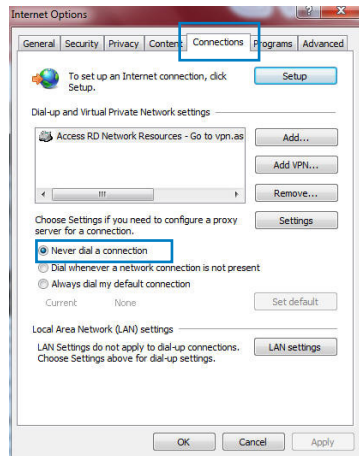 Internet Options
General Security Privacy Content Connections Programs Advanced
To set up an Internet connection, click
Setup.
Setup
Dial-up and Virtual Private Network settings
Access RD Network Resources - Go to vpn.as
Add...
Add VPN...
Remove...
Choose Settings if you need to configure a proxy
server for a connection.
Settings
Never dial a connection
Dial whenever a network connection is not present
Always dial my default connection
Current None
Set default
Local Area Network (LAN) settings
LAN Settings do not apply to dial-up connections.
Choose Settings above for dial-up settings.
LAN settings
OK Cancel Apply